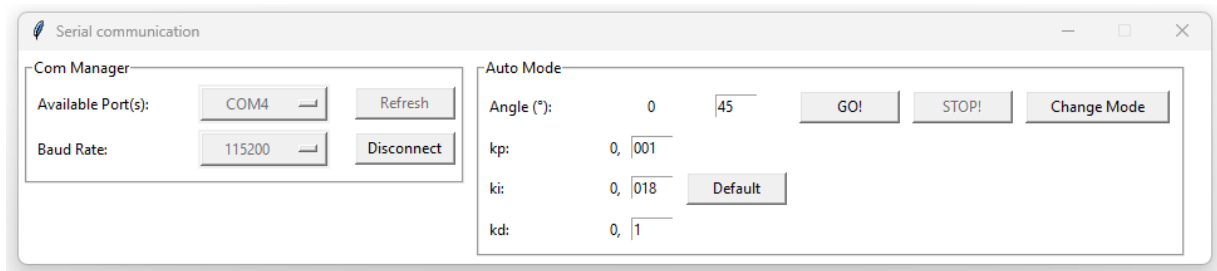 Serial communication
Com Manager
Available Port(s): COM4 Refresh
Baud Rate: 115200 Disconnect
Auto Mode
Angle (°): 0 45 GO! STOP! Change Mode
kp: 0, 001
ki: 0, 018 Default
kd: 0, 1